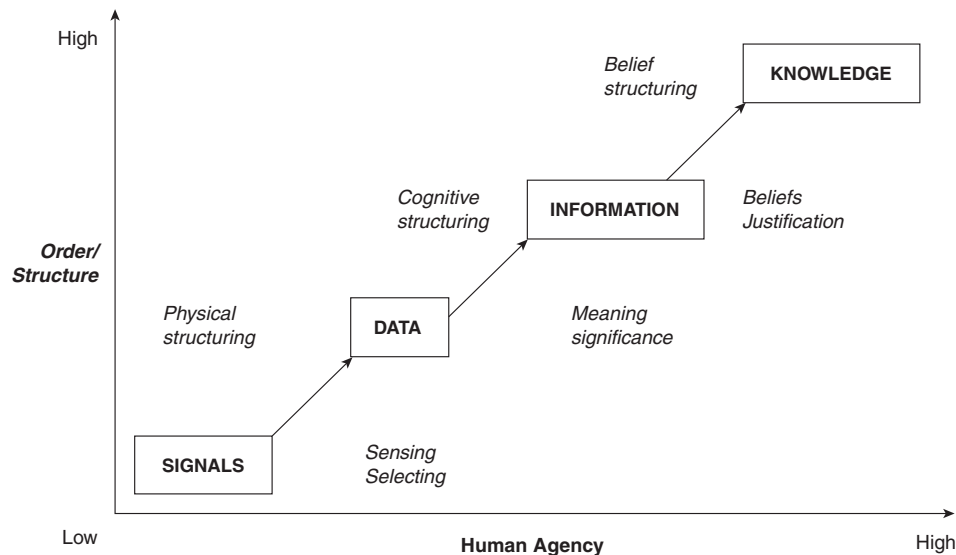 High
Belief
structuring
KNOWLEDGE
Cognitive
structuring
INFORMATION
Beliefs
Justification
Order/
Structure
Physical
structuring
DATA
Meaning
significance
SIGNALS
Sensing
Selecting
Low
Human Agency
High